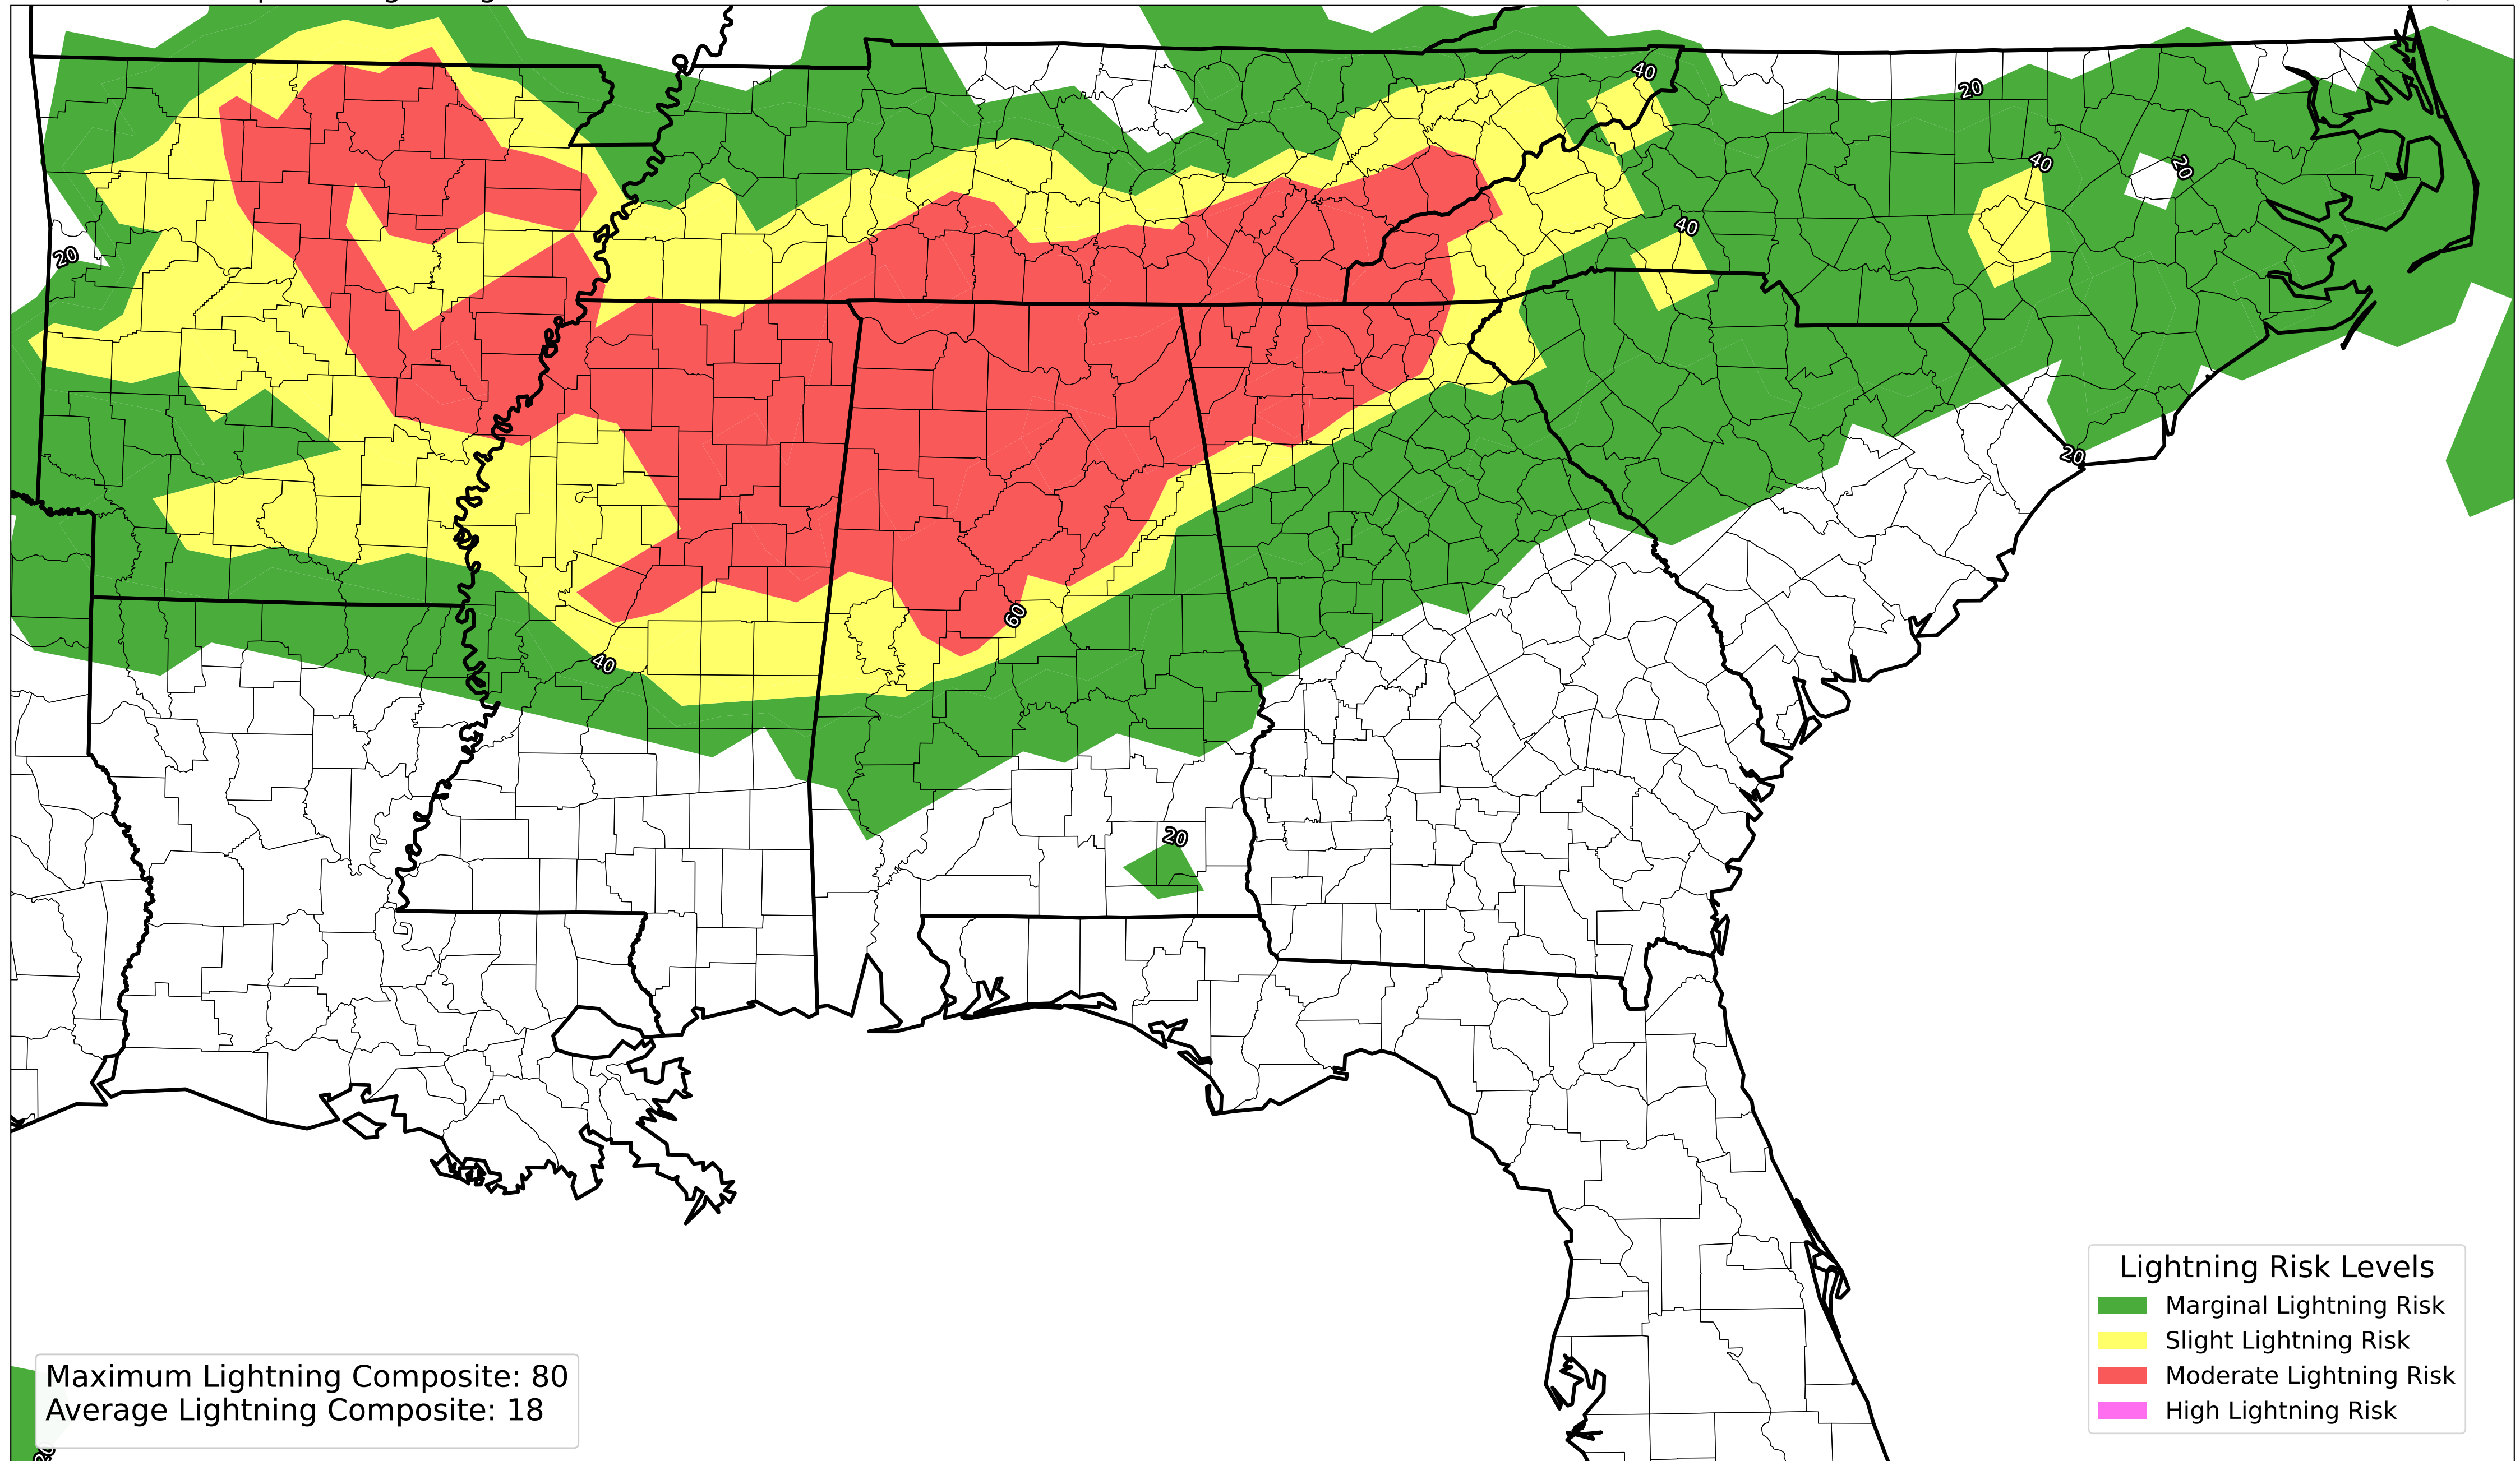 40
20
40
20
40
20
20
60
40
20
Lightning Risk Levels
Marginal Lightning Risk
Slight Lightning Risk
Moderate Lightning Risk
High Lightning Risk
Maximum Lightning Composite: 80
Average Lightning Composite: 18
20